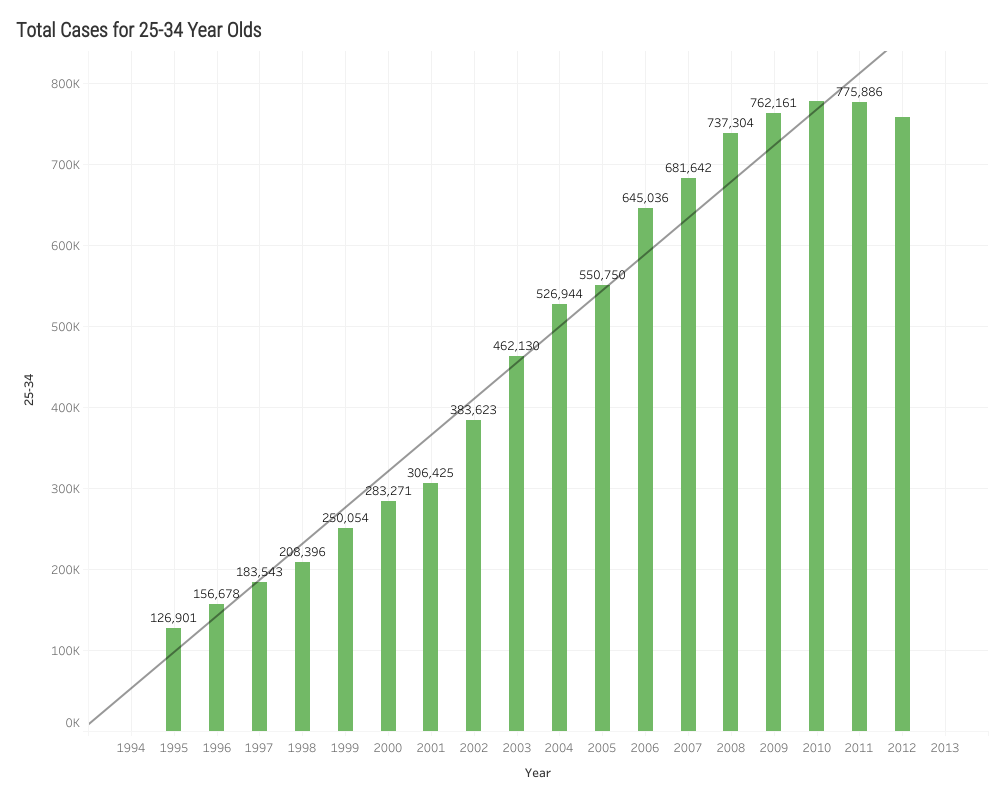 Total Cases for 25-34 Year Olds
800K
700K
600K
500K
400K
300K
200K
100K
0K
25-34
126,901
156,678
183,543
208,396
250,054
283,271
306,425
383,623
462,130
526,944
550,750
645,036
681,642
737,304
762,161
775,886
1994 1995 1996 1997 1998 1999 2000 2001 2002 2003 2004 2005 2006 2007 2008 2009 2010 2011 2012 2013
Year